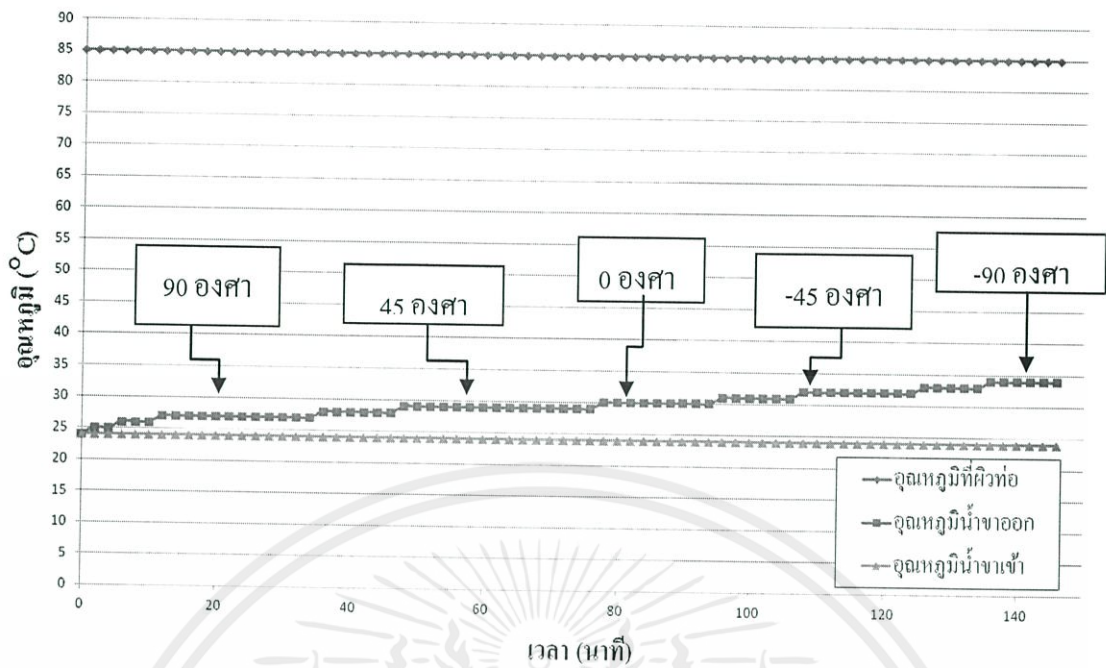 90
85
80
75
70
65
60
55
50
45
40
35
30
25
20
15
10
5
0
อุณหภูมิ (°C)
90 องศา
45 องศา
0 องศา
-45 องศา
-90 องศา
อุณหภูมิที่ผิวท่อ
อุณหภูมิน้ำขาออก
อุณหภูมิน้ำขาเข้า
0 20 40 60 80 100 120 140
เวลา (นาที)